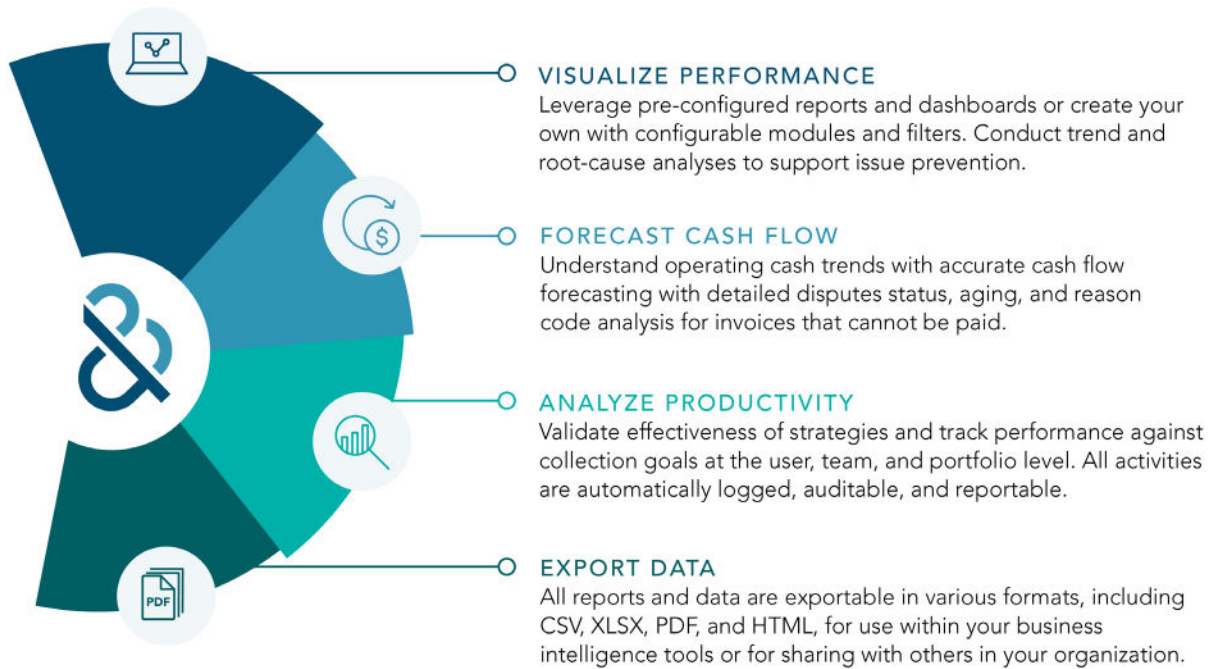 VISUALIZE PERFORMANCE
Leverage pre-configured reports and dashboards or create your
own with configurable modules and filters. Conduct trend and
root-cause analyses to support issue prevention.
$
FORECAST CASH FLOW
Understand operating cash trends with accurate cash flow
forecasting with detailed disputes status, aging, and reason
code analysis for invoices that cannot be paid.
&
ANALYZE PRODUCTIVITY
Validate effectiveness of strategies and track performance against
collection goals at the user, team, and portfolio level. All activities
are automatically logged, auditable, and reportable.
EXPORT DATA
PDF
All reports and data are exportable in various formats, including
CSV, XLSX, PDF, and HTML, for use within your business
intelligence tools or for sharing with others in your organization.